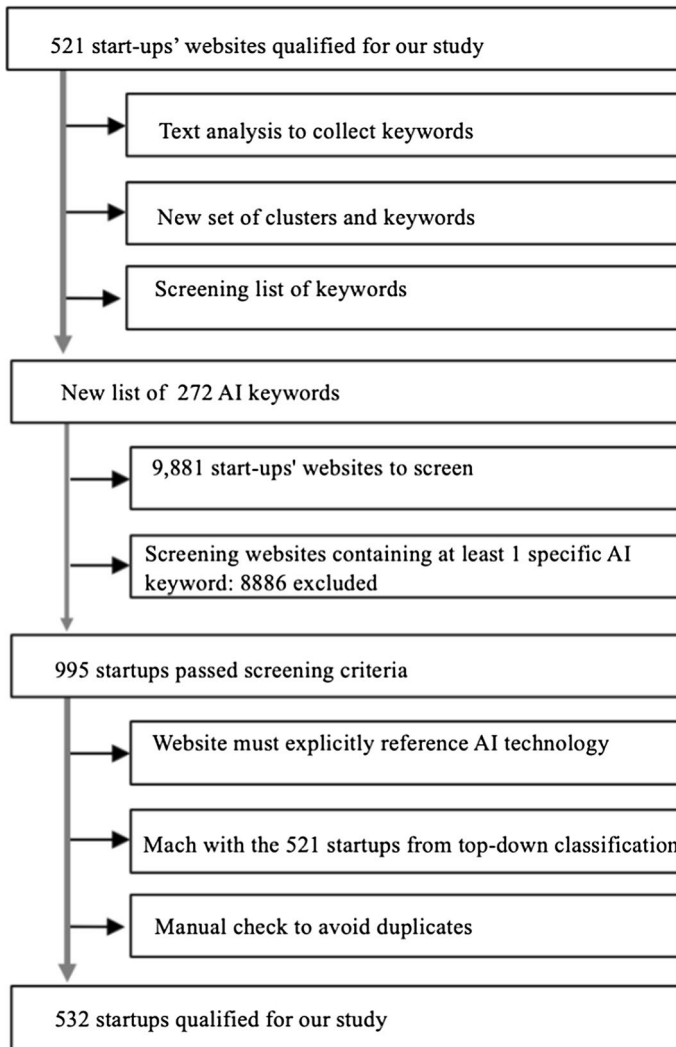 521 start-ups’ websites qualified for our study
Text analysis to collect keywords
New set of clusters and keywords
Screening list of keywords
New list of 272 AI keywords
9,881 start-ups' websites to screen
Screening websites containing at least 1 specific AI
keyword: 8886 excluded
995 startups passed screening criteria
Website must explicitly reference AI technology
Mach with the 521 startups from top-down classification
Manual check to avoid duplicates
532 startups qualified for our study